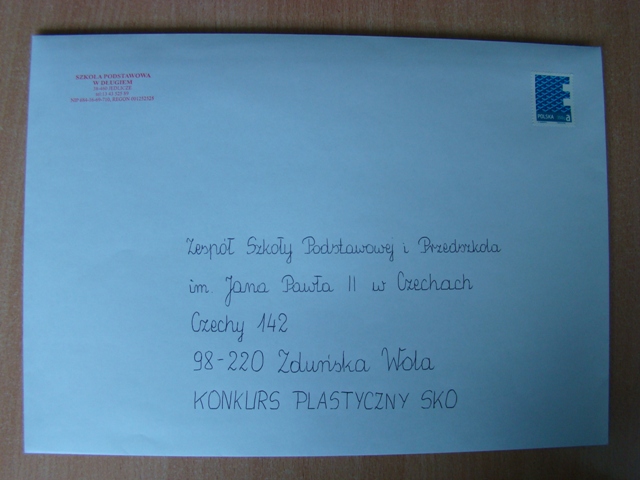 SZKOŁA PODSTAWOWA
W DŁUGIEM
POLSKA
a
Zespół Szkoły Podstawowej i Przedszkola
im. Jana Pawła II w Czechach
Czechy 142
98-220 Zduńska Wola
KONKURS PLASTYCZNY SKO